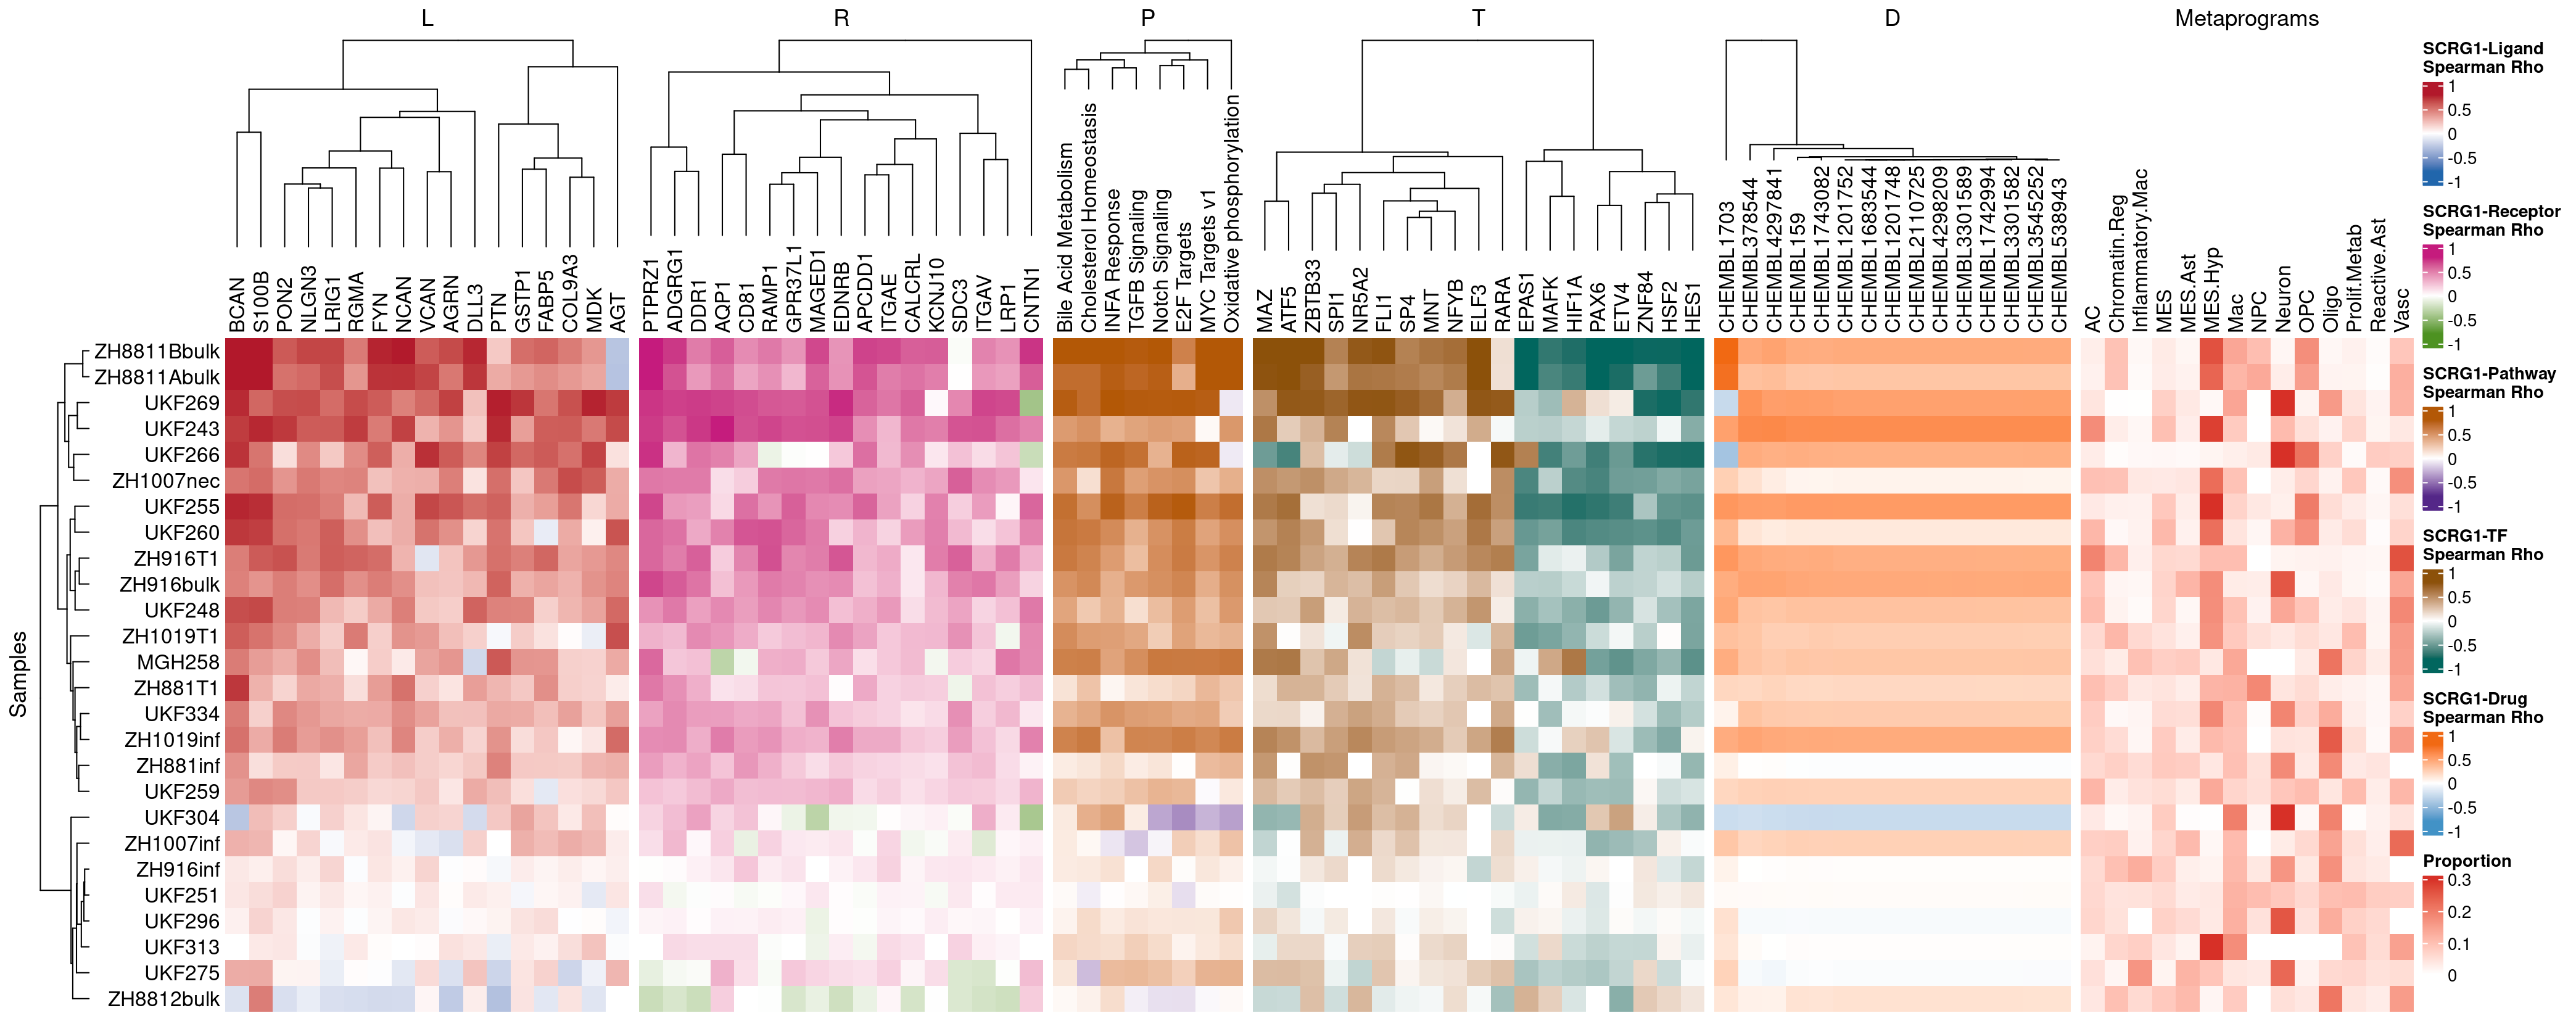 L
R
P
T
D
Metaprograms
BCAN
S100B
PON2
NLGN3
LRIG1
RGMA
FYN
NCAN
VCAN
AGRN
DLL3
PTN
GSTP1
FABP5
COL9A3
MDK
AGT
PTPRZ1
ADGRG1
DDR1
AQP1
CD81
RAMP1
GPR37L1
MAGED1
EDNRB
APCDD1
ITGAE
CALCRL
KCNJ10
SDC3
ITGAV
LRP1
CNTN1
Bile Acid Metabolism
Cholesterol Homeostasis
INFA Response
TGFB Signaling
Notch Signaling
E2F Targets
MYC Targets v1
Oxidative phosphorylation
MAZ
ATF5
ZBTB33
SPI1
NR5A2
FLI1
SP4
MNT
NFYB
ELF3
RARA
EPAS1
MAFK
HIF1A
PAX6
ETV4
ZNF84
HSF2
HES1
CHEMBL1703
CHEMBL378544
CHEMBL4297841
CHEMBL159
CHEMBL1743082
CHEMBL1201752
CHEMBL1683544
CHEMBL1201748
CHEMBL2110725
CHEMBL4298209
CHEMBL3301589
CHEMBL1742994
CHEMBL3301582
CHEMBL3545252
CHEMBL538943
AC
Chromatin.Reg
Inflammatory.Mac
MES
MES.Ast
MES.Hyp
Mac
NPC
Neuron
OPC
Oligo
Prolif.Metab
Reactive.Ast
Vasc
Samples
ZH8811Bbulk
ZH8811Abulk
UKF269
UKF243
UKF266
ZH1007nec
UKF255
UKF260
ZH916T1
ZH916bulk
UKF248
ZH1019T1
MGH258
ZH881T1
UKF334
ZH1019inf
ZH881inf
UKF259
UKF304
ZH1007inf
ZH916inf
UKF251
UKF296
UKF313
UKF275
ZH8812bulk
SCRG1-Ligand
Spearman Rho
1
0.5
0
-0.5
-1
SCRG1-Receptor
Spearman Rho
1
0.5
0
-0.5
-1
SCRG1-Pathway
Spearman Rho
1
0.5
0
-0.5
-1
SCRG1-TF
Spearman Rho
1
0.5
0
-0.5
-1
SCRG1-Drug
Spearman Rho
1
0.5
0
-0.5
-1
Proportion
0.3
0.2
0.1
0